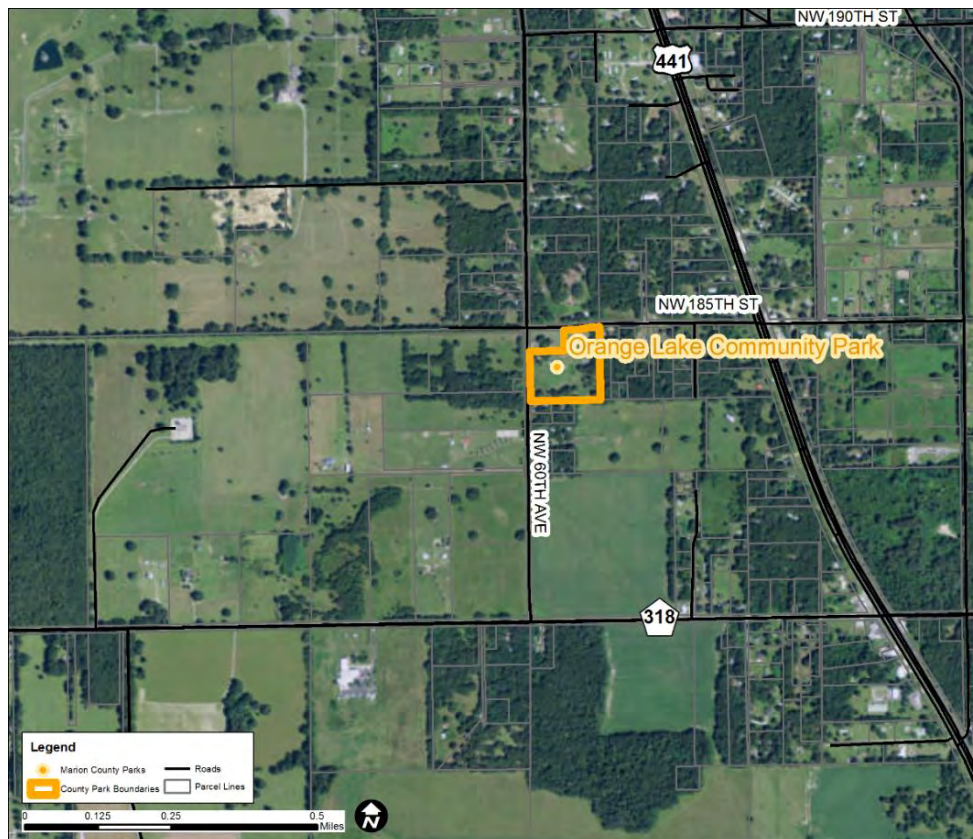 NW 190TH ST
441
NW 185TH ST
Orange Lake Community Park
NW 60TH AVE
318
Legend
Marion County Parks
Roads
County Park Boundaries
Parcel Lines
0 0.125 0.25 0.5
Miles
N